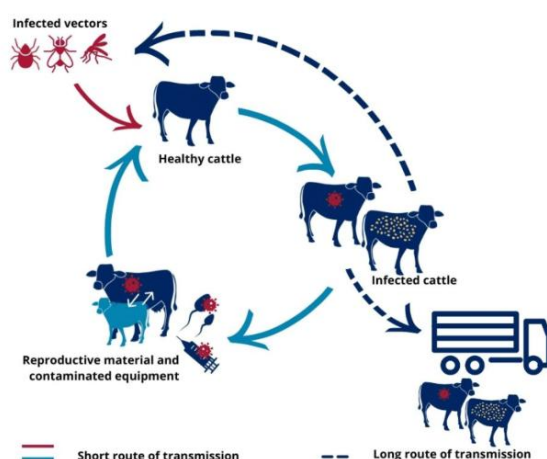 Infected vectors
Healthy cattle
Infected cattle
Reproductive material and
contaminated equipment
Short route of transmission
Long route of transmission